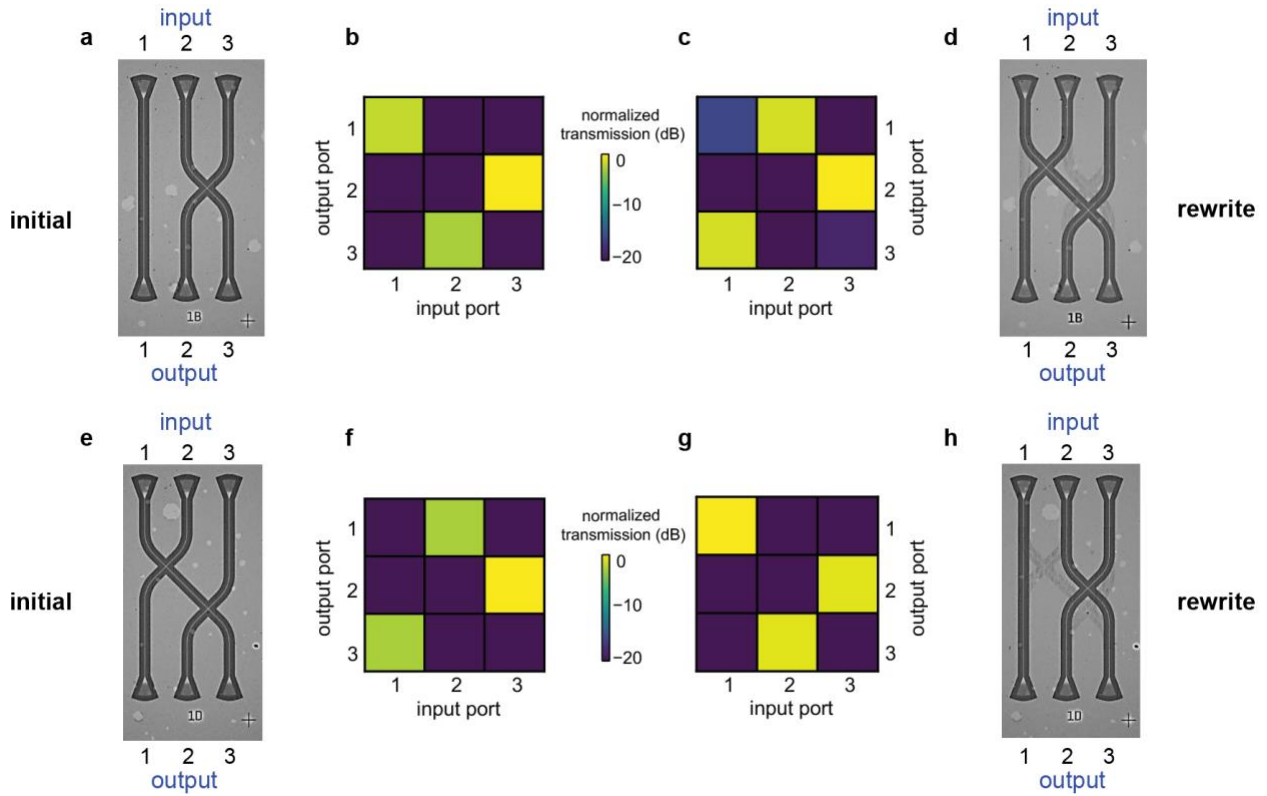 input
a 1 2 3
b
c
d
input
1 2 3
initial
output port
1
2
3
1 2 3
input port
normalized
transmission (dB)
0
−10
−20
1
2
3
output port
1 2 3
input port
rewrite
1B
1 2 3
output
1B
1 2 3
output
input
e 1 2 3
f
g
h
input
1 2 3
initial
output port
1
2
3
1 2 3
input port
normalized
transmission (dB)
0
−10
−20
1
2
3
output port
1 2 3
input port
rewrite
1D
1 2 3
output
1D
1 2 3
output